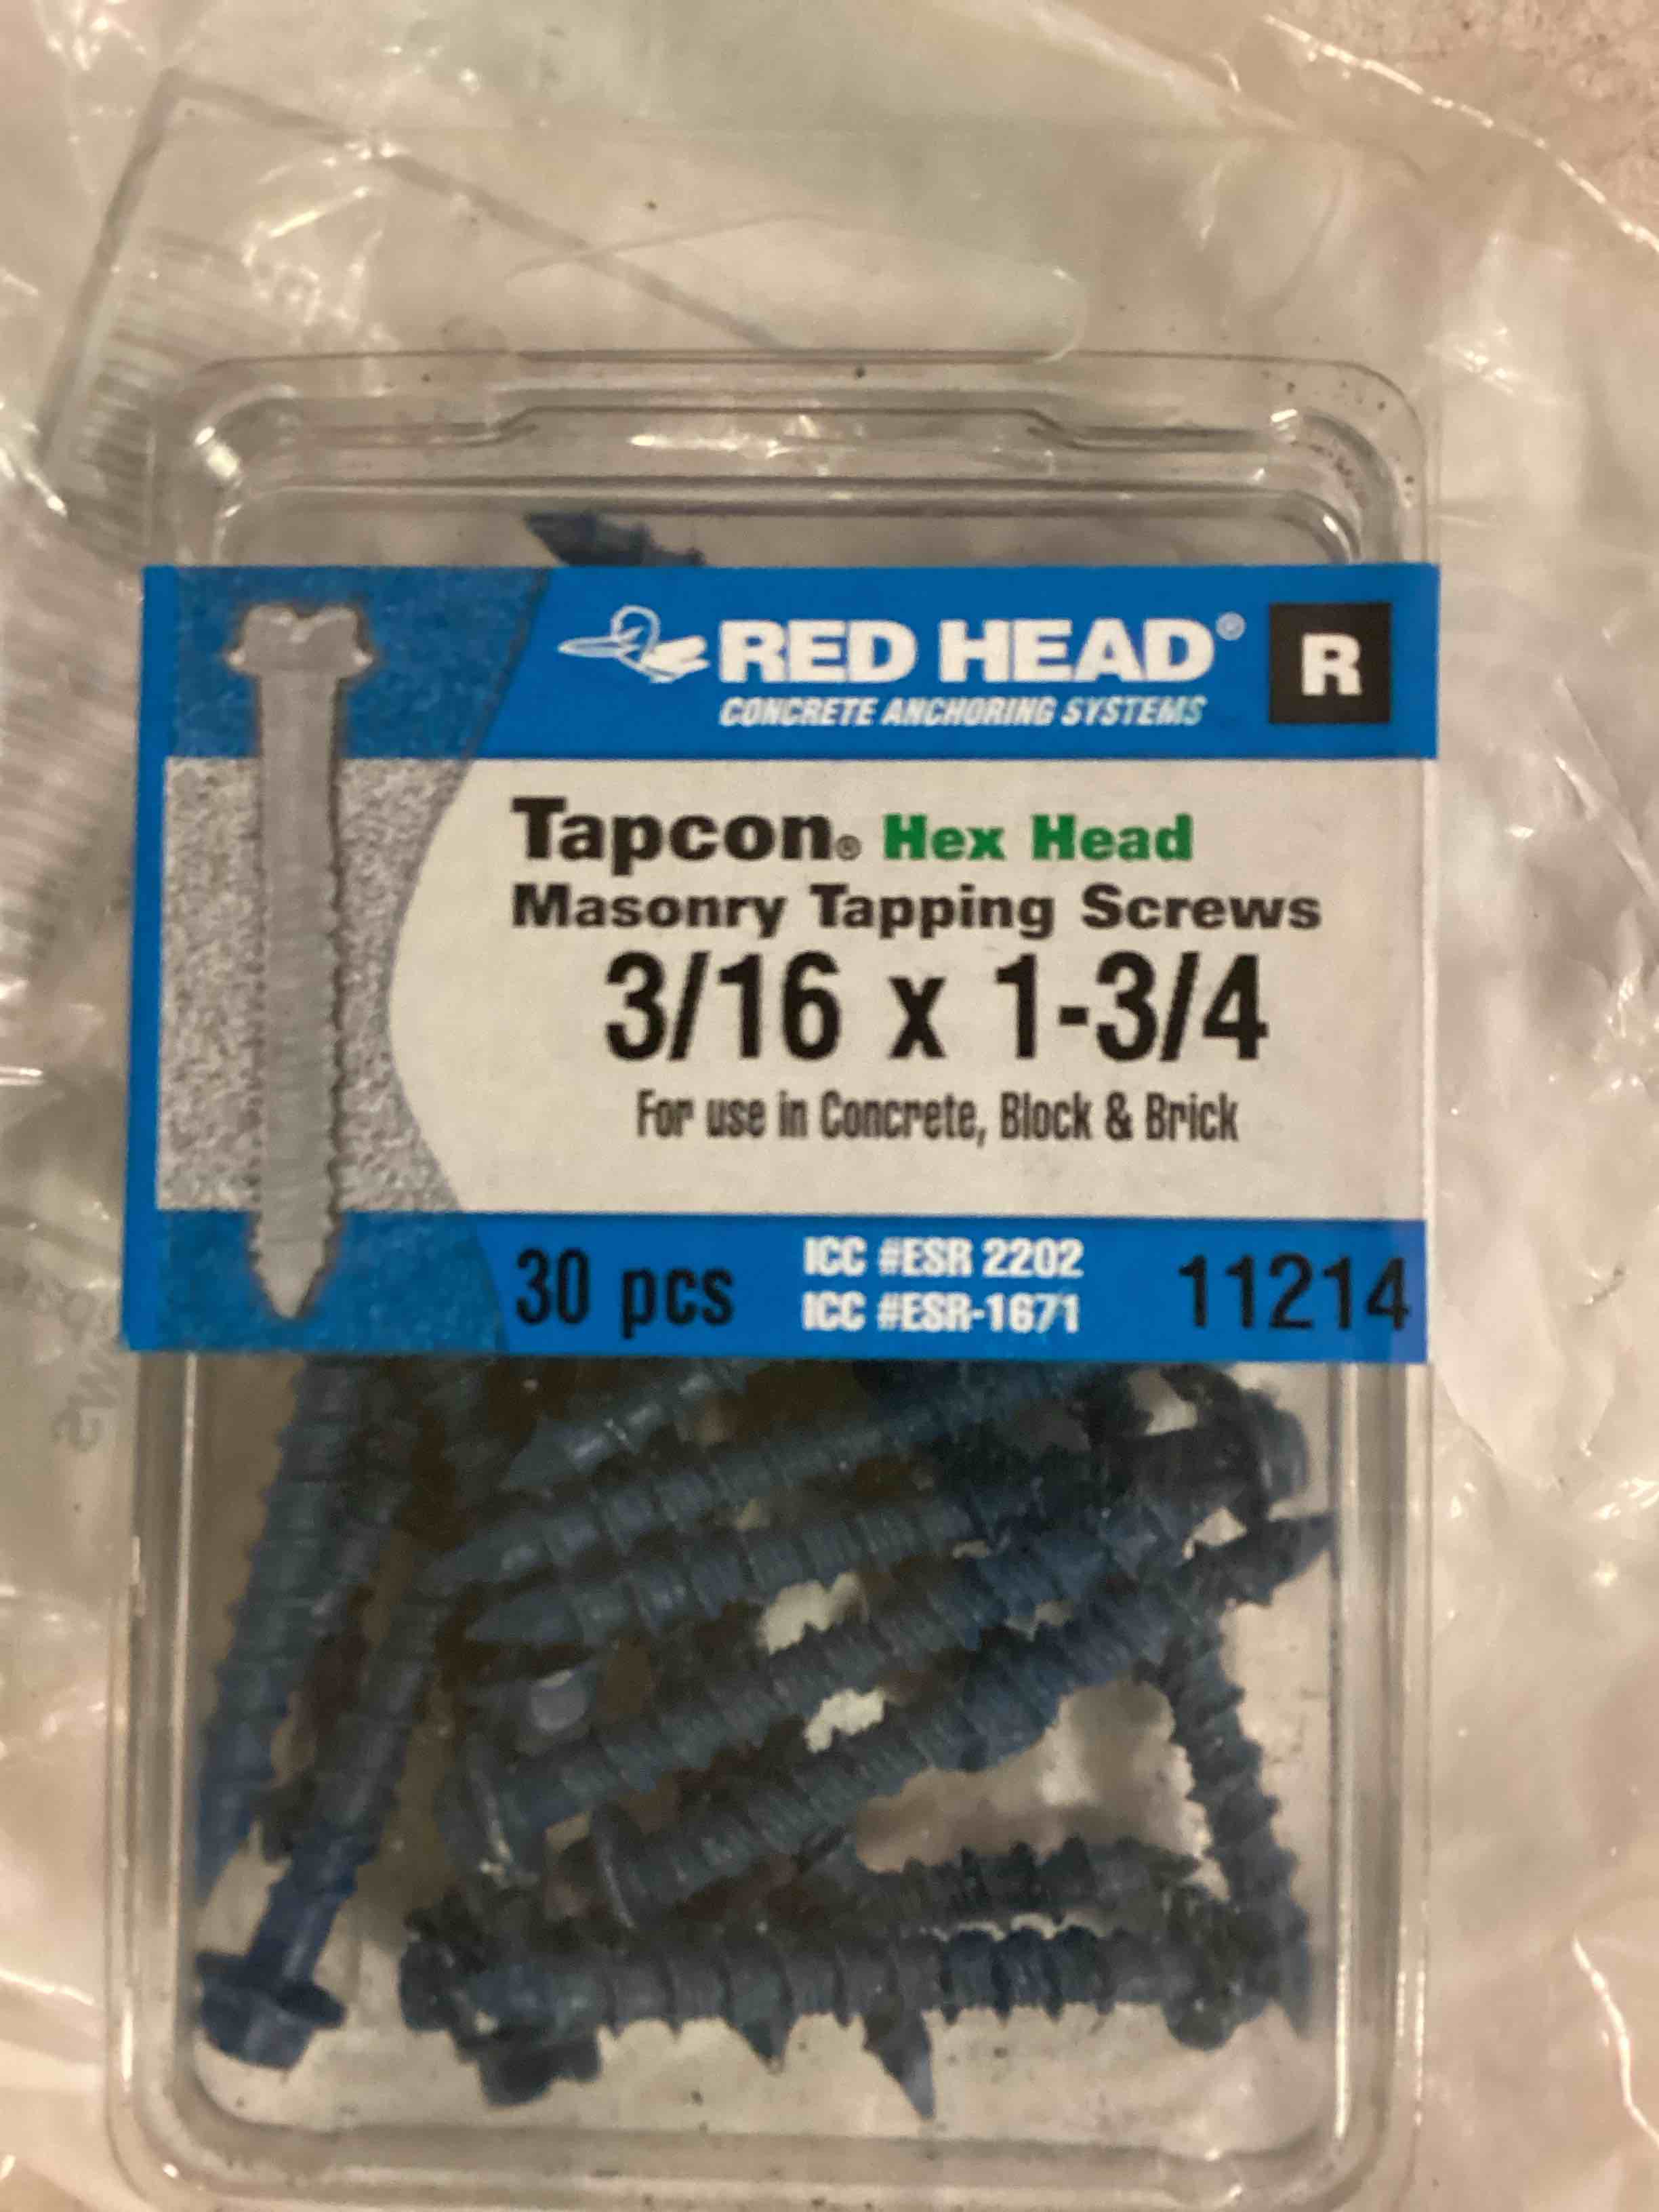 RED HEAD® R
CONCRETE ANCHORING SYSTEMS
Tapcon® Hex Head
Masonry Tapping Screws
3/16 x 1-3/4
For use in Concrete, Block & Brick
30 pcs
ICC #ESR 2202
ICC #ESR-1671
11214